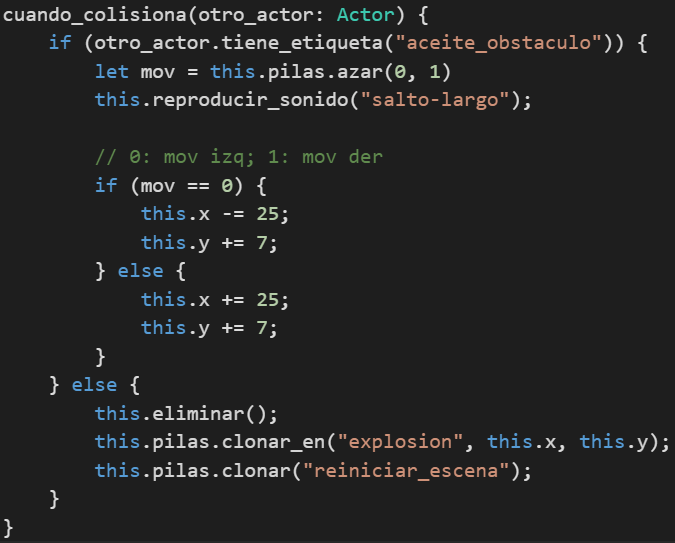 cuando_colisiona(otro_actor: Actor) {
    if (otro_actor.tiene_etiqueta("aceite_obstaculo")) {
        let mov = this.pilas.azar(0, 1)
        this.reproducir_sonido("salto-largo");

        // 0: mov izq; 1: mov der
        if (mov == 0) {
            this.x -= 25;
            this.y += 7;
        } else {
            this.x += 25;
            this.y += 7;
        }
    } else {
        this.eliminar();
        this.pilas.clonar_en("explosion", this.x, this.y);
        this.pilas.clonar("reiniciar_escena");
    }
}